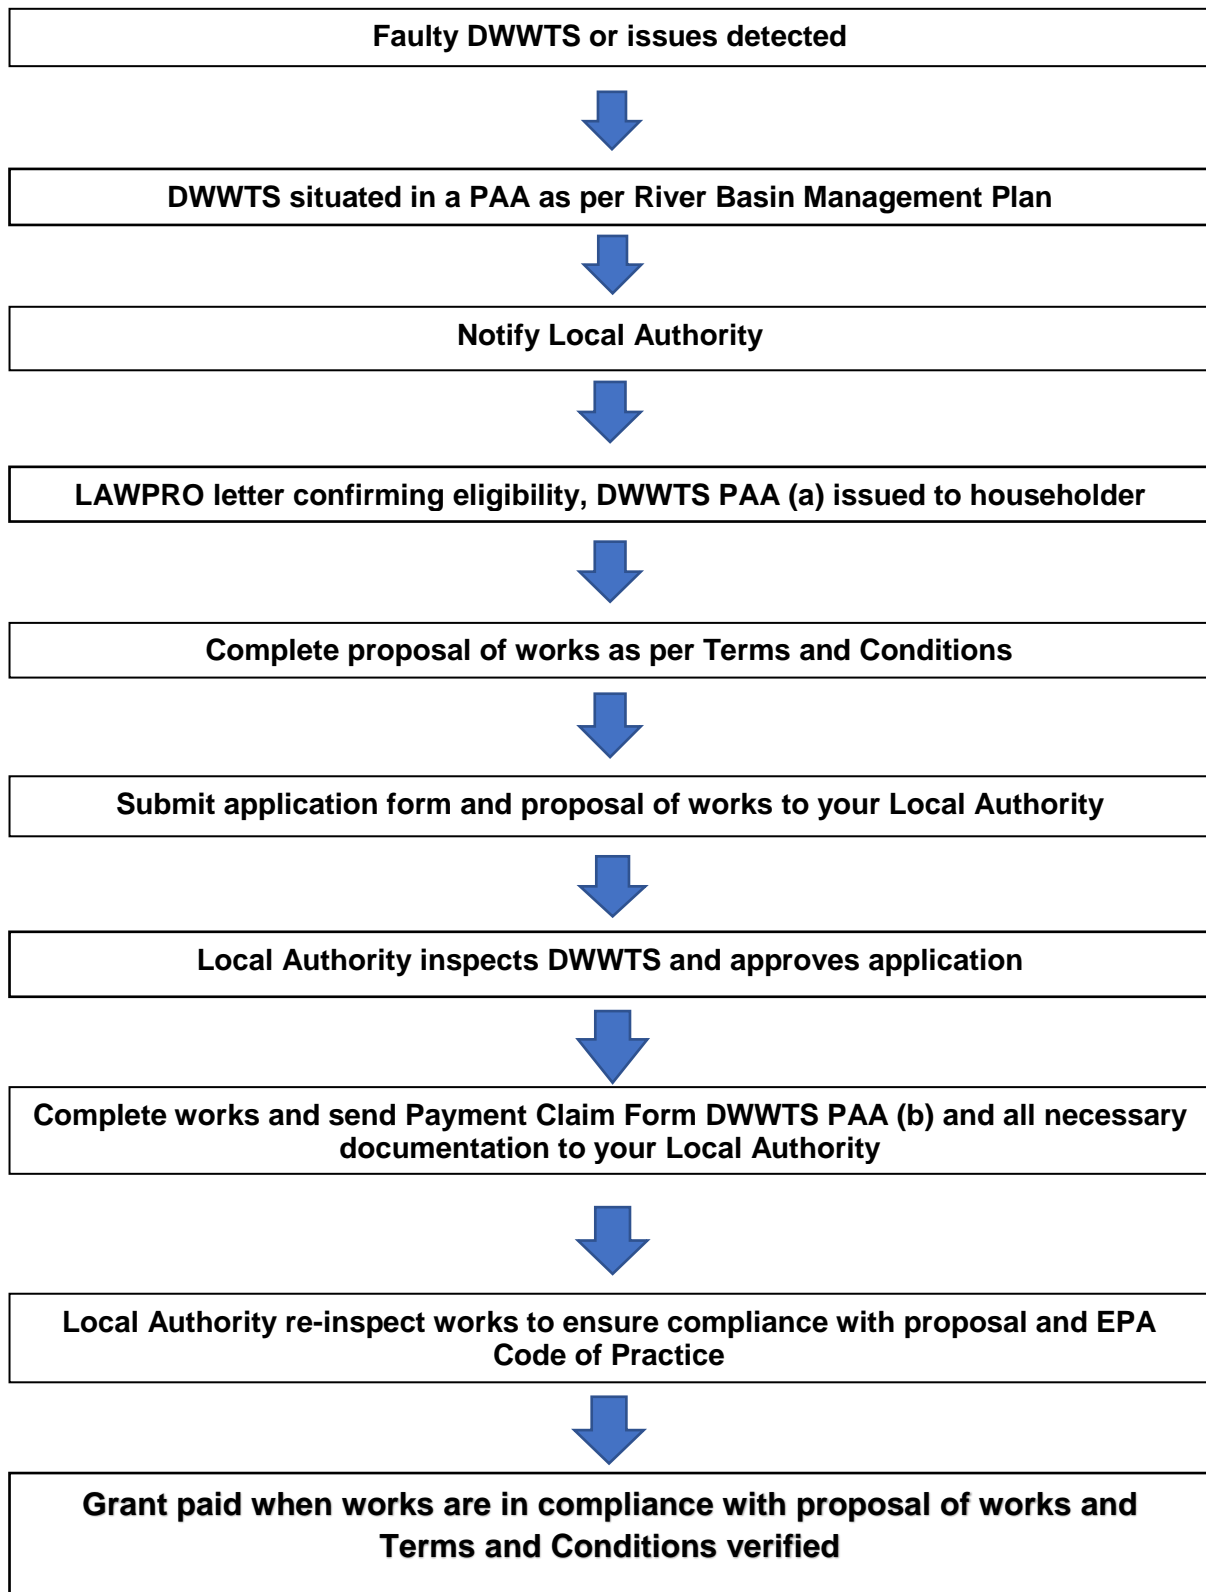 Faulty DWWTS or issues detected
DWWTS situated in a PAA as per River Basin Management Plan
Notify Local Authority
LAWPRO letter confirming eligibility, DWWTS PAA (a) issued to householder
Complete proposal of works as per Terms and Conditions
Submit application form and proposal of works to your Local Authority
Local Authority inspects DWWTS and approves application
Complete works and send Payment Claim Form DWWTS PAA (b) and all necessary
documentation to your Local Authority
Local Authority re-inspect works to ensure compliance with proposal and EPA
Code of Practice
Grant paid when works are in compliance with proposal of works and
Terms and Conditions verified